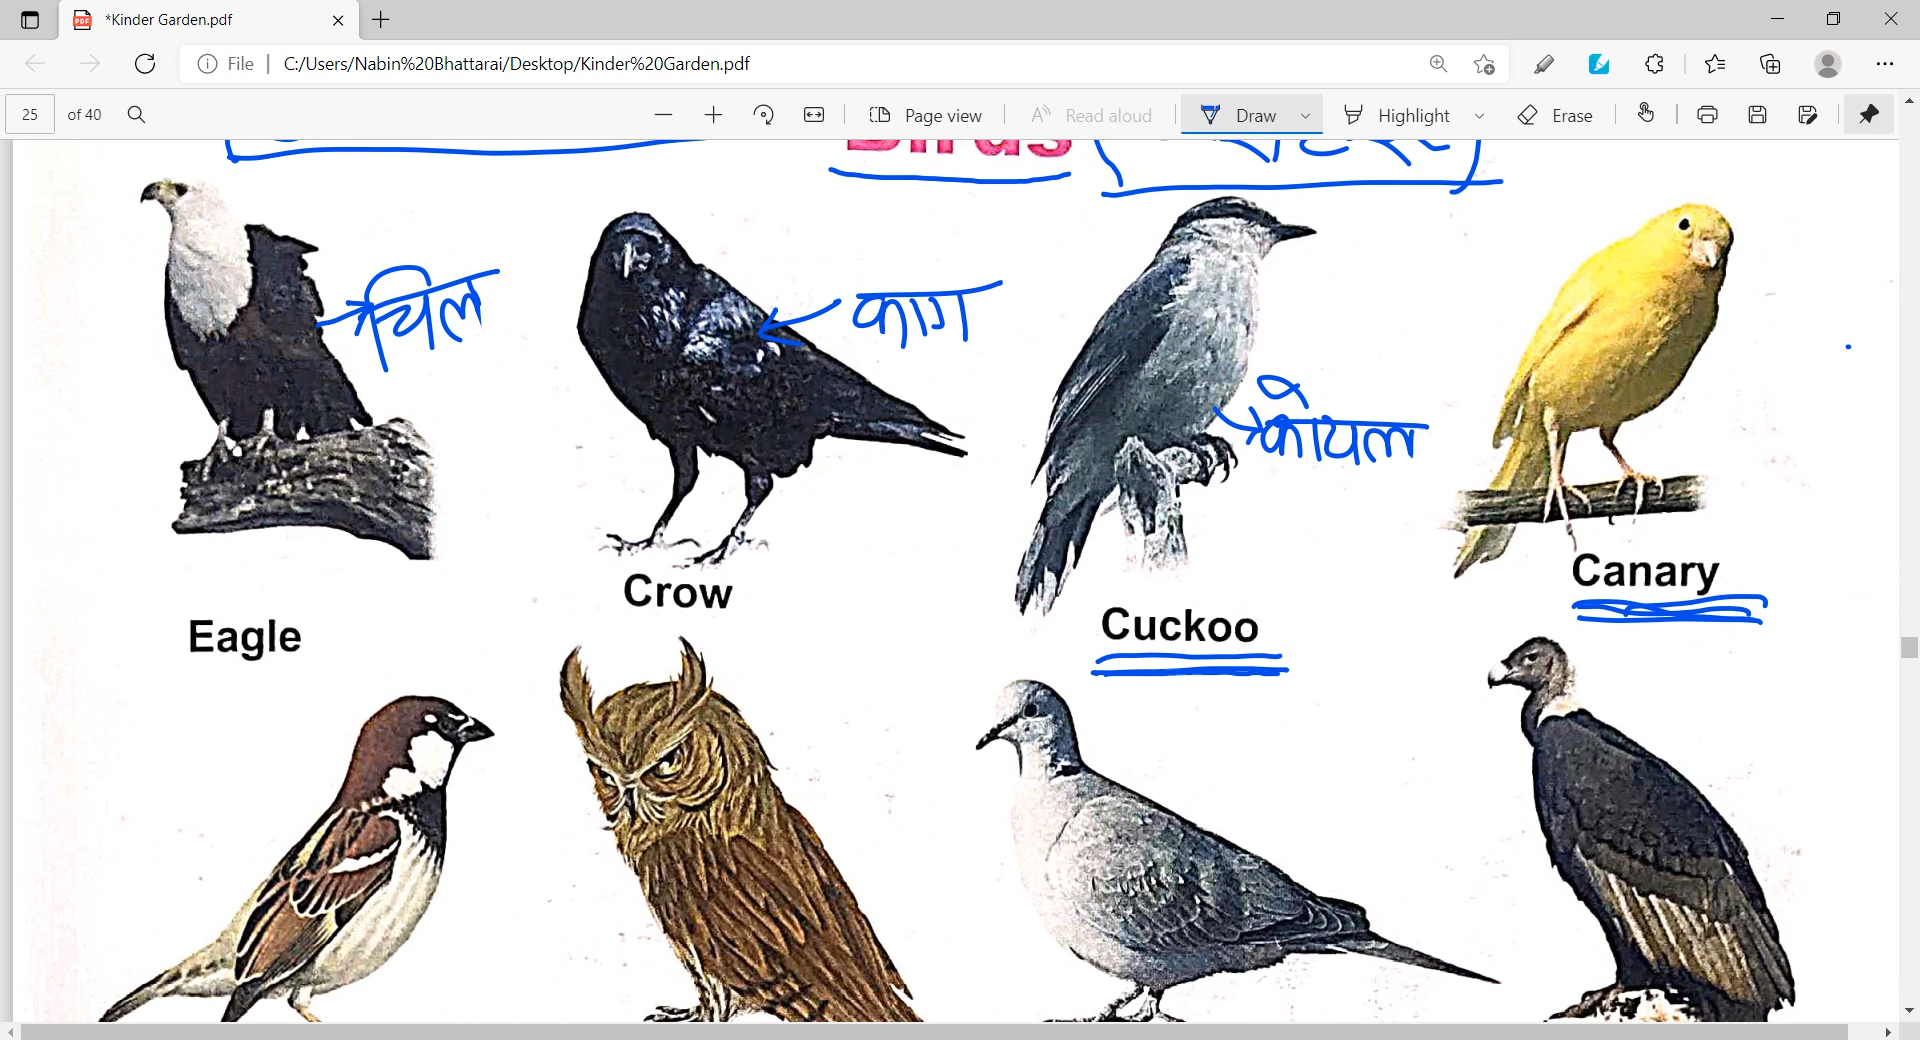 *Kinder Garden.pdf
File | C:/Users/Nabin%20Bhattarai/Desktop/Kinder%20Garden.pdf
25 of 40 Page view Read aloud Draw Highlight Erase
Birds
चिल
काग
कोयल
Canary
Crow
Cuckoo
Eagle